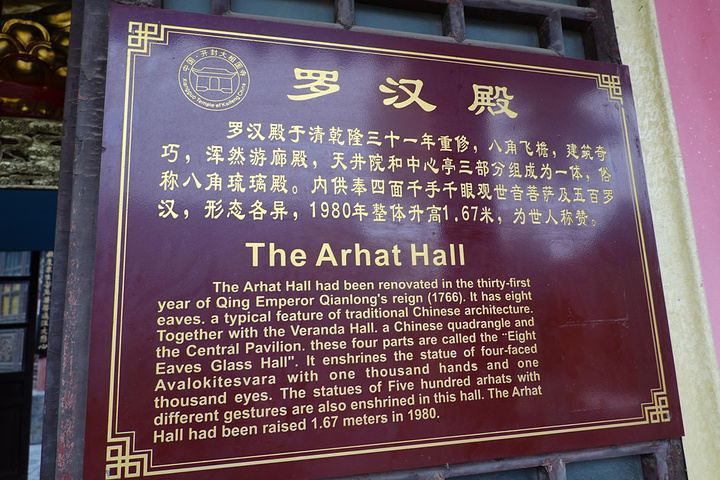 中国·开封大相国寺
罗汉殿
罗汉殿于清乾隆三十一年重修，八角飞檐，建筑奇
巧，浑然游廊殿，天井院和中心亭三部分组成为一体，俗
称八角琉璃殿。内供奉四面千手千眼观世音菩萨及五百罗
汉，形态各异，1980年整体升高1.67米，为世人称赞。
The Arhat Hall
The Arhat Hall had been renovated in the thirty-first
year of Qing Emperor Qianlong's reign (1766). It has eight
eaves. a typical feature of traditional Chinese architecture.
Together with the Veranda Hall. a Chinese quadrangle and
the Central Pavilion. these four parts are called the "Eight
Eaves Glass Hall". It enshrines the statue of four-faced
Avalokitesvara with one thousand hands and one
thousand eyes. The statues of Five hundred arhats with
different gestures are also enshrined in this hall. The Arhat
Hall had been raised 1.67 meters in 1980.